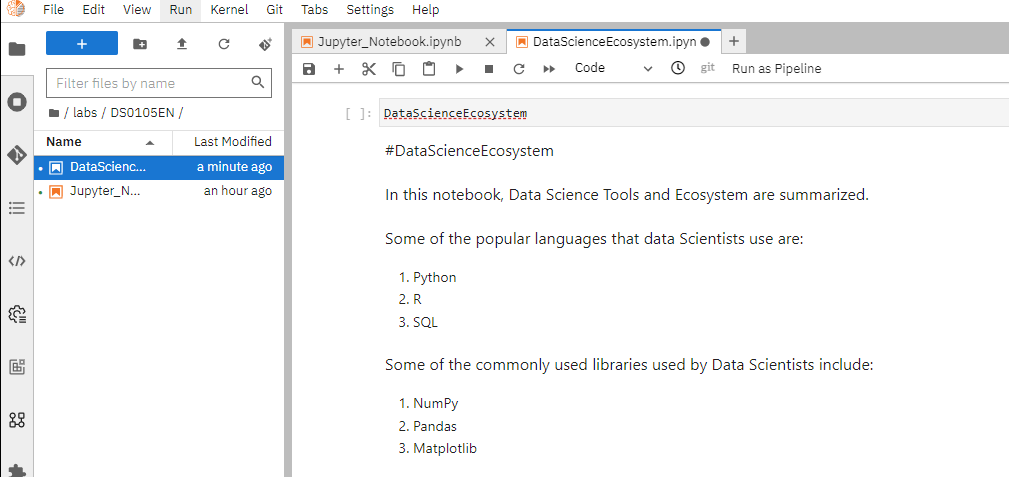 File Edit View Run Kernel Git Tabs Settings Help
Jupyter_Notebook.ipynb
DataScienceEcosystem.ipyn
Filter files by name
/ labs / DS0105EN /
Name Last Modified
DataScienc... a minute ago
Jupyter_N... an hour ago
Code
git Run as Pipeline
[ ]: DataScienceEcosystem
#DataScienceEcosystem
In this notebook, Data Science Tools and Ecosystem are summarized.
Some of the popular languages that data Scientists use are:
1. Python
2. R
3. SQL
Some of the commonly used libraries used by Data Scientists include:
1. NumPy
2. Pandas
3. Matplotlib